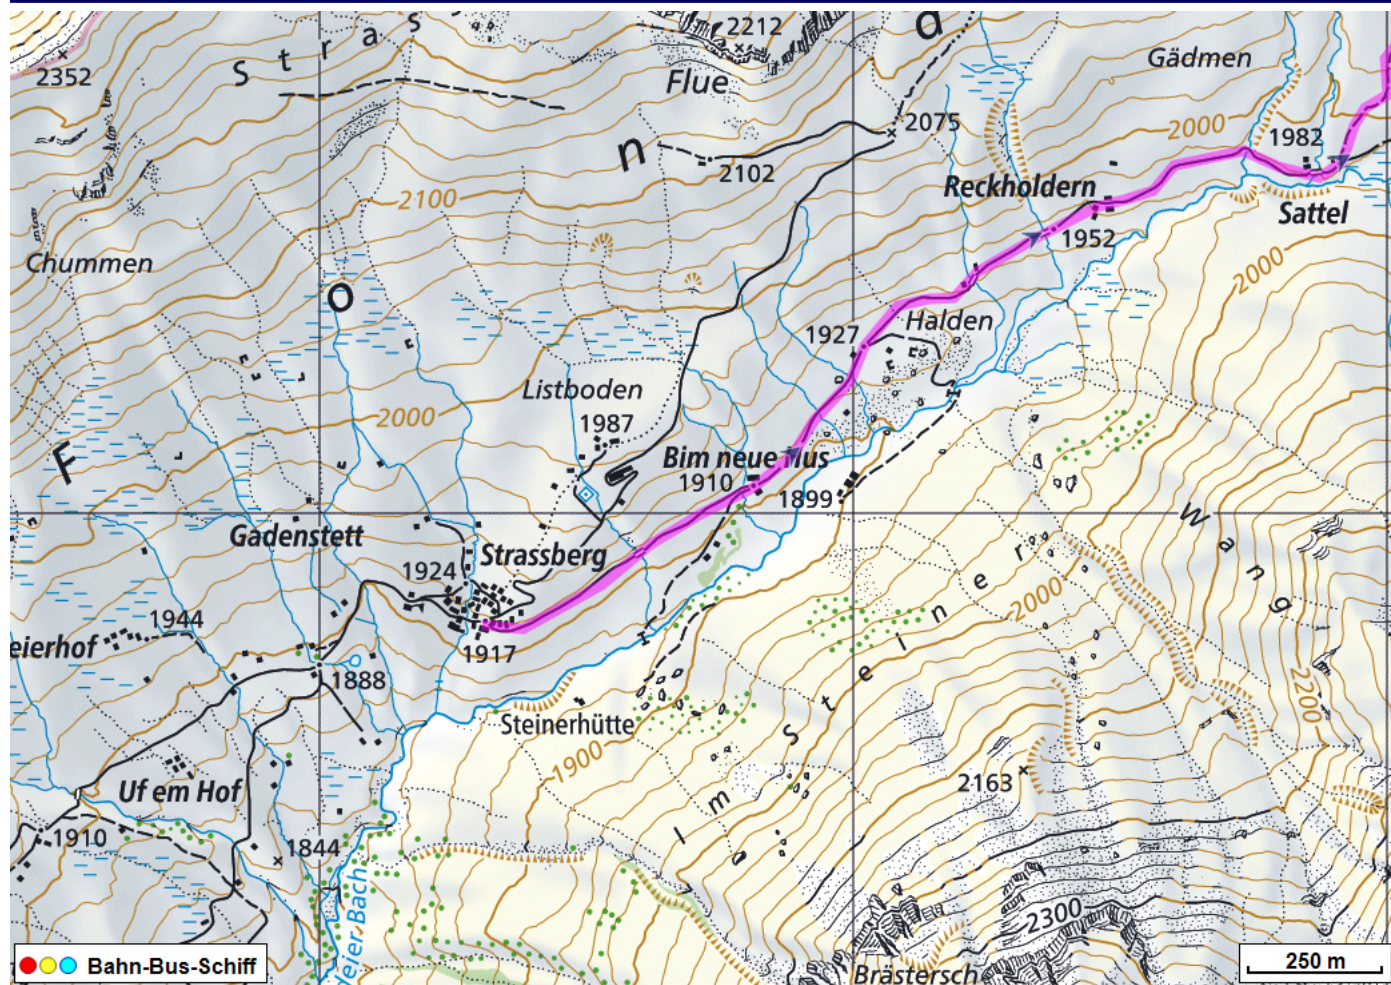 2212
2352
S t r a s s
Flue
Gädmen
2075
2000
1982
n
2102
2100
Reckholdern
Sattel
1952
Chummen
2000
o
1927
Halden
Listboden
2000
1987
F
Bim neue Hus
1910
1899
W a n g
Gadenstett
Strassberg
1924
2000
1944
eierhof
1917
1888
2200
Steinerhütte
I m S t e i n e r
1900
2163
Uf em Hof
1910
1844
2300
Bahn-Bus-Schiff
250 m
Brästersch